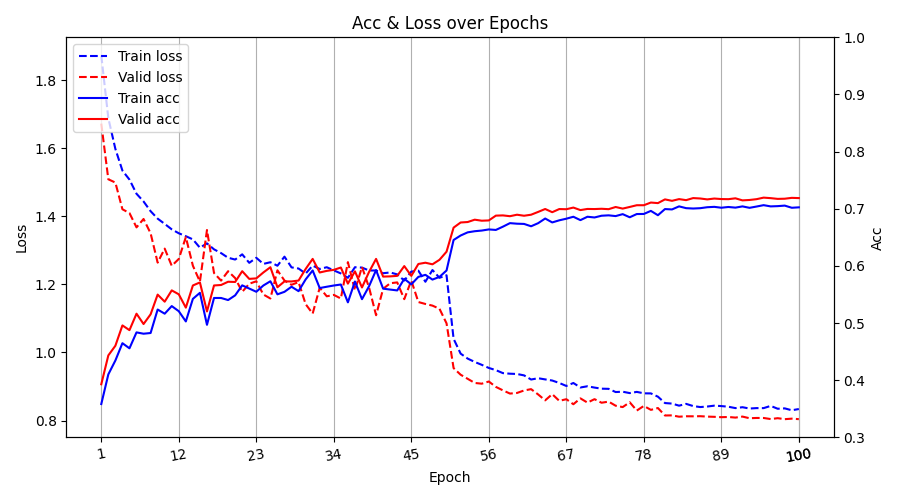 Acc & Loss over Epochs
Train loss
Valid loss
Train acc
Valid acc
Loss
1.8
1.6
1.4
1.2
1.0
0.8
1.0
0.9
0.8
0.7
0.6
0.5
0.4
0.3
Acc
1 12 23 34 45 56 67 78 89 100
Epoch